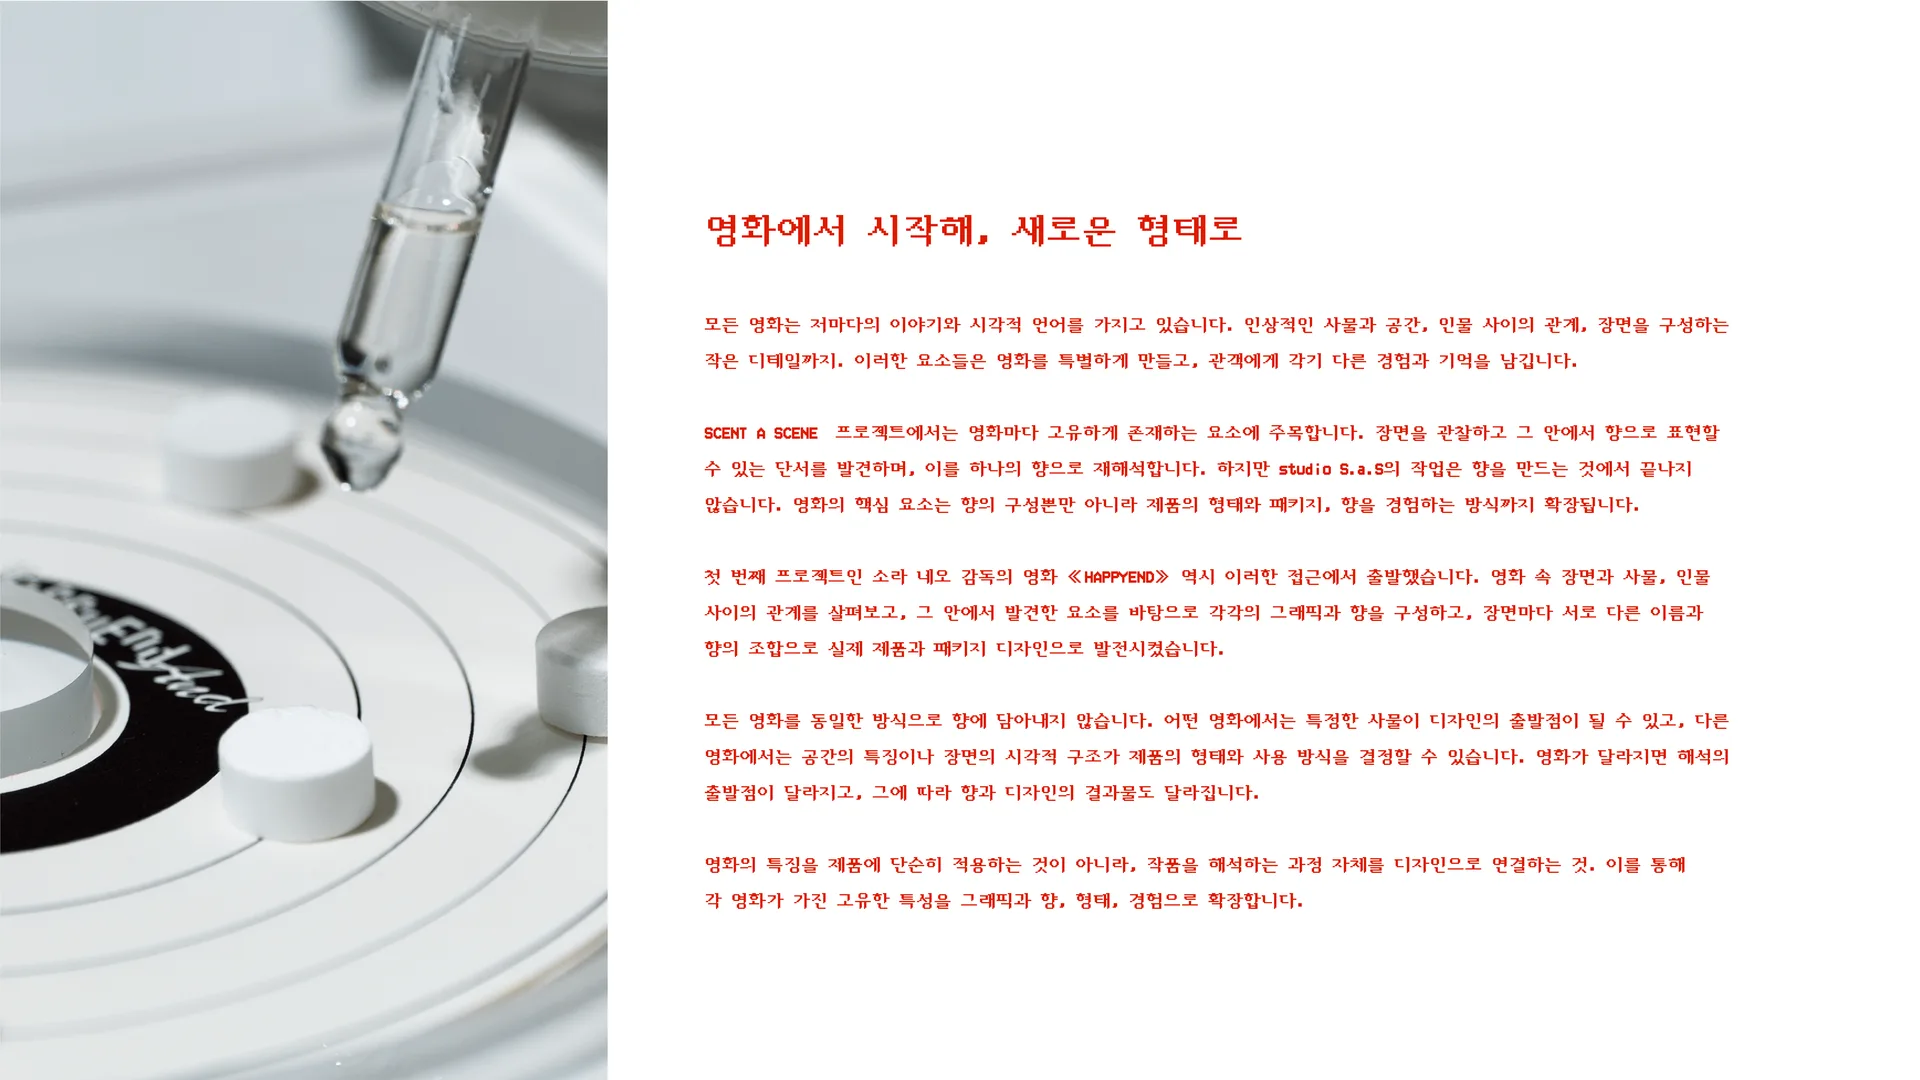 영화에서 시작해, 새로운 형태로
모든 영화는 저마다의 이야기와 시각적 언어를 가지고 있습니다. 인상적인 사물과 공간, 인물 사이의 관계, 장면을 구성하는
작은 디테일까지. 이러한 요소들은 영화를 특별하게 만들고, 관객에게 각기 다른 경험과 기억을 남깁니다.
SCENT A SCENE 프로젝트에서는 영화마다 고유하게 존재하는 요소에 주목합니다. 장면을 관찰하고 그 안에서 향으로 표현할
수 있는 단서를 발견하며, 이를 하나의 향으로 재해석합니다. 하지만 studio S.a.S의 작업은 향을 만드는 것에서 끝나지
않습니다. 영화의 핵심 요소는 향의 구성뿐만 아니라 제품의 형태와 패키지, 향을 경험하는 방식까지 확장됩니다.
첫 번째 프로젝트인 소라 네오 감독의 영화 《HAPPYEND》 역시 이러한 접근에서 출발했습니다. 영화 속 장면과 사물, 인물
사이의 관계를 살펴보고, 그 안에서 발견한 요소를 바탕으로 각각의 그래픽과 향을 구성하고, 장면마다 서로 다른 이름과
향의 조합으로 실제 제품과 패키지 디자인으로 발전시켰습니다.
모든 영화를 동일한 방식으로 향에 담아내지 않습니다. 어떤 영화에서는 특정한 사물이 디자인의 출발점이 될 수 있고, 다른
영화에서는 공간의 특징이나 장면의 시각적 구조가 제품의 형태와 사용 방식을 결정할 수 있습니다. 영화가 달라지면 해석의
출발점이 달라지고, 그에 따라 향과 디자인의 결과물도 달라집니다.
영화의 특징을 제품에 단순히 적용하는 것이 아니라, 작품을 해석하는 과정 자체를 디자인으로 연결하는 것. 이를 통해
각 영화가 가진 고유한 특성을 그래픽과 향, 형태, 경험으로 확장합니다.